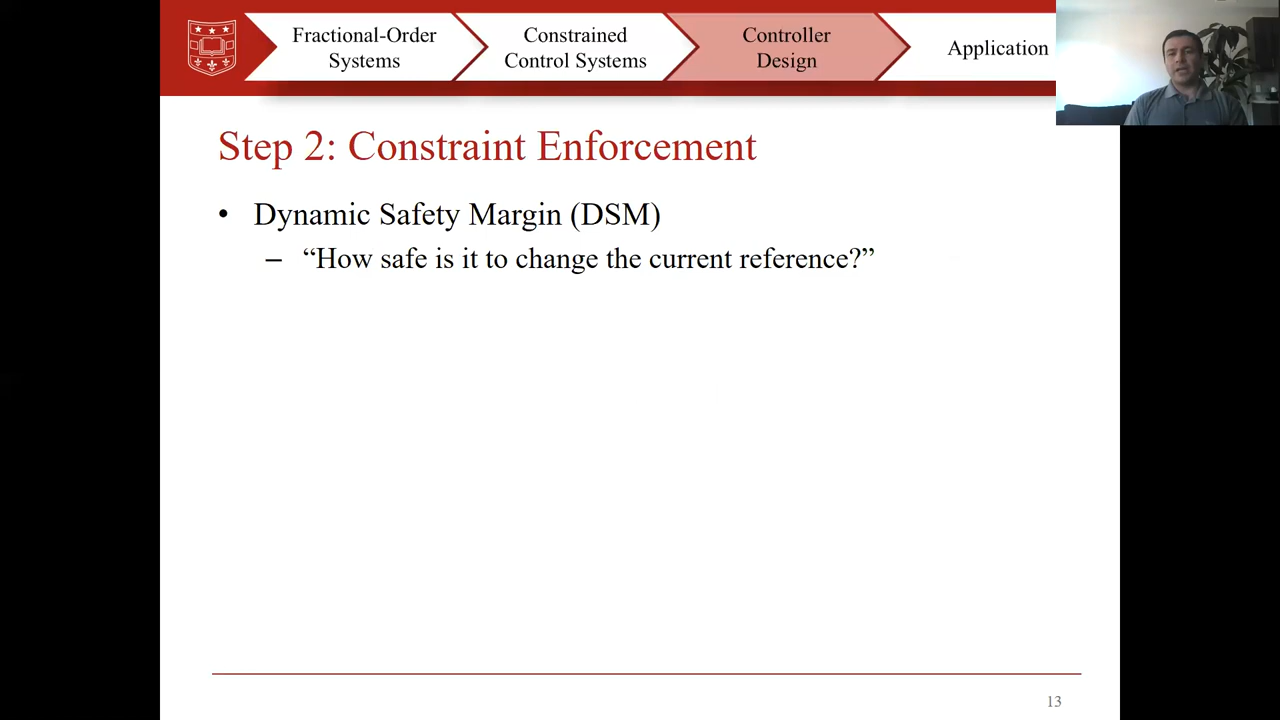 Fractional-Order
Systems
Constrained
Control Systems
Controller
Design
Application
Step 2: Constraint Enforcement
• Dynamic Safety Margin (DSM)
– “How safe is it to change the current reference?”
13